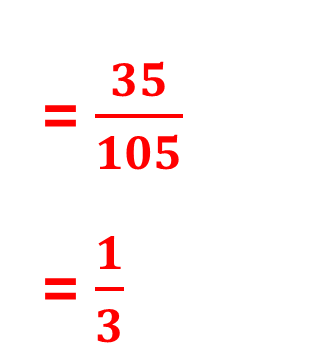 = 35/105
= 1/3